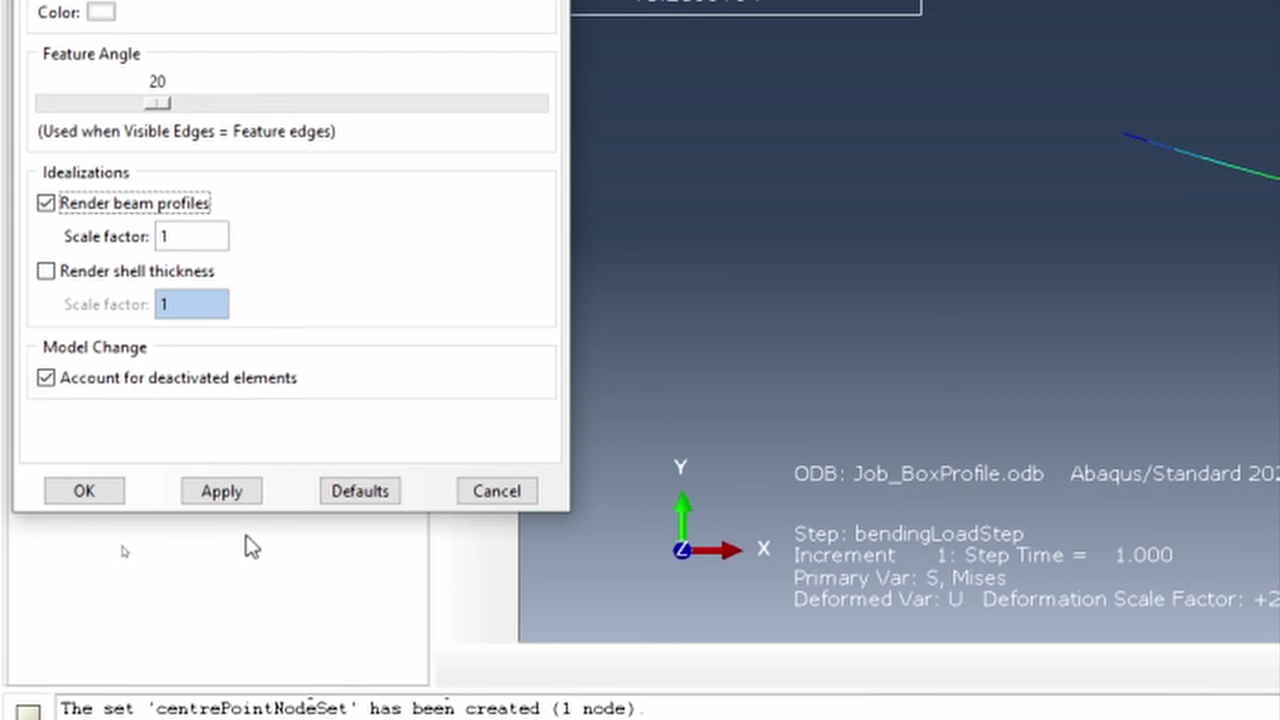 Color:
Feature Angle
20
(Used when Visible Edges = Feature edges)
Idealizations
Render beam profiles
Scale factor: 1
Render shell thickness
Scale factor: 1
Model Change
Account for deactivated elements
OK Apply Defaults Cancel
Y
X
Z
ODB: Job_BoxProfile.odb Abaqus/Standard
Step: bendingLoadStep
Increment 1: Step Time = 1.000
Primary Var: S, Mises
Deformed Var: U Deformation Scale Factor:
The set 'centrePointNodeSet' has been created (1 node).